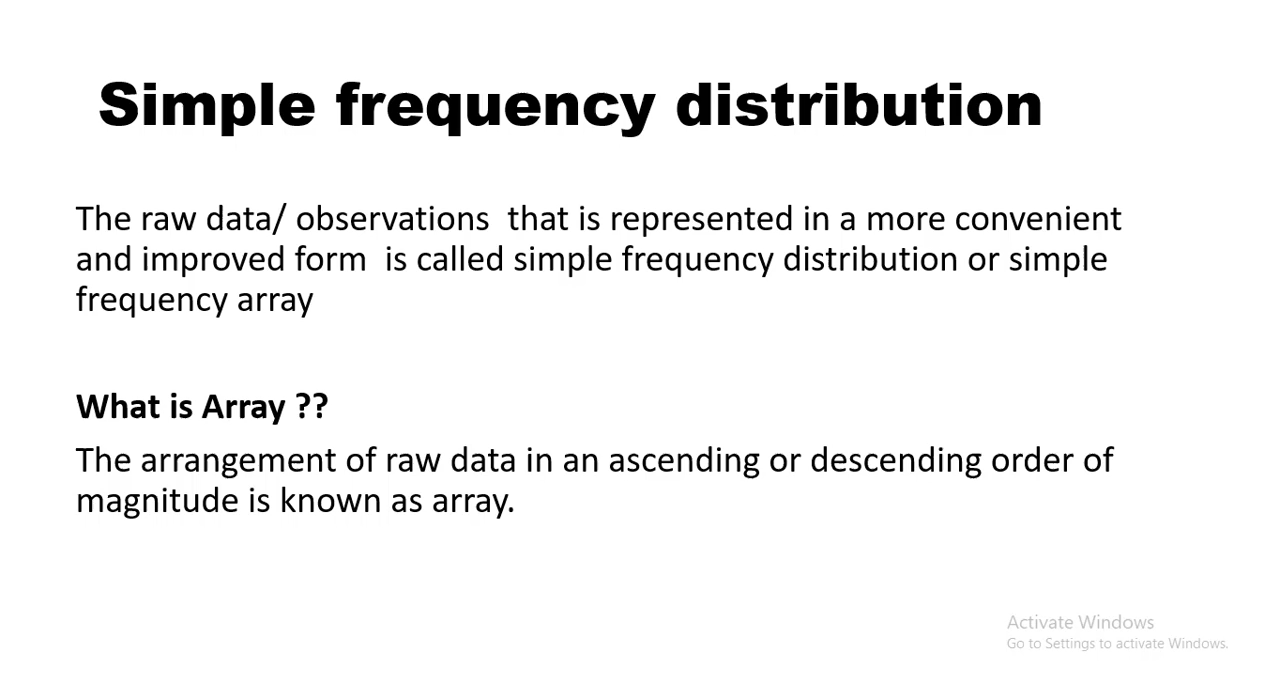 Simple frequency distribution
The raw data/ observations  that is represented in a more convenient
and improved form  is called simple frequency distribution or simple
frequency array
What is Array ??
The arrangement of raw data in an ascending or descending order of
magnitude is known as array.
Activate Windows
Go to Settings to activate Windows.